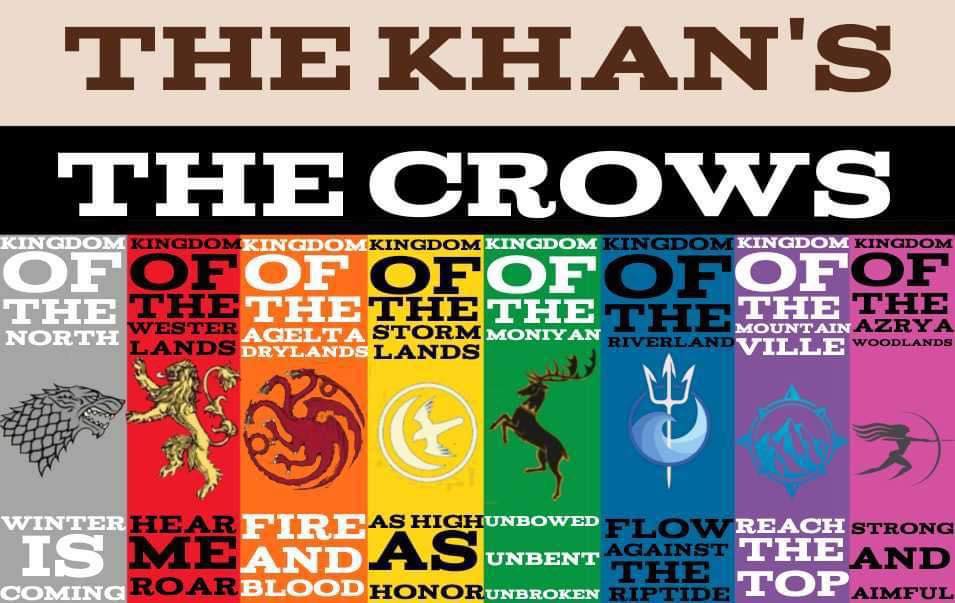 THE KHAN'S
THE CROWS
KINGDOM
OF
THE
NORTH
WINTER
IS
COMING
KINGDOM
OF
THE
WESTER
LANDS
HEAR
ME
ROAR
KINGDOM
OF
THE
AGELTA
DRYLANDS
FIRE
AND
BLOOD
KINGDOM
OF
THE
STORM
LANDS
AS HIGH
AS
HONOR
KINGDOM
OF
THE
MONIYAN
UNBOWED
UNBENT
UNBROKEN
KINGDOM
OF
THE
RIVERLAND
FLOW
AGAINST
THE
RIPTIDE
KINGDOM
OF
THE
MOUNTAIN
VILLE
REACH
THE
TOP
KINGDOM
OF
THE
AZRYA
WOODLANDS
STRONG
AND
AIMFUL